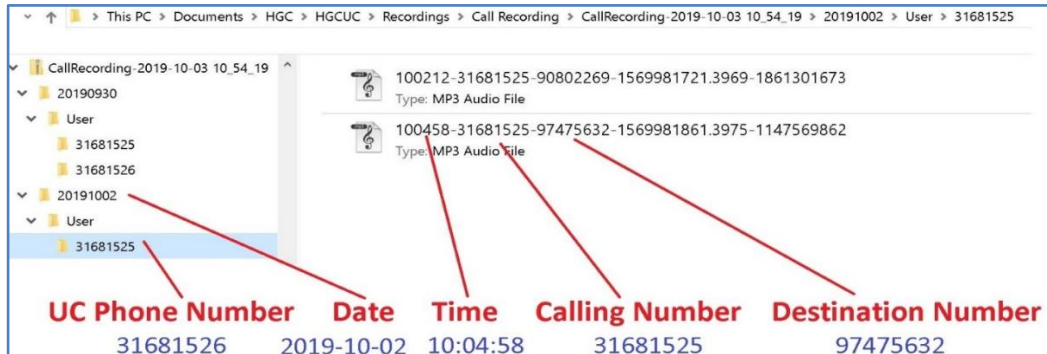 This PC > Documents > HGC > HGCUC > Recordings > Call Recording > CallRecording-2019-10-03 10_54_19 > 20191002 > User > 31681525
CallRecording-2019-10-03 10_54_19
20190930
User
31681525
31681526
20191002
User
31681525
100212-31681525-90802269-1569981721.3969-1861301673
Type: MP3 Audio File
100458-31681525-97475632-1569981861.3975-1147569862
Type: MP3 Audio File
UC Phone Number Date Time Calling Number Destination Number
31681526 2019-10-02 10:04:58 31681525 97475632